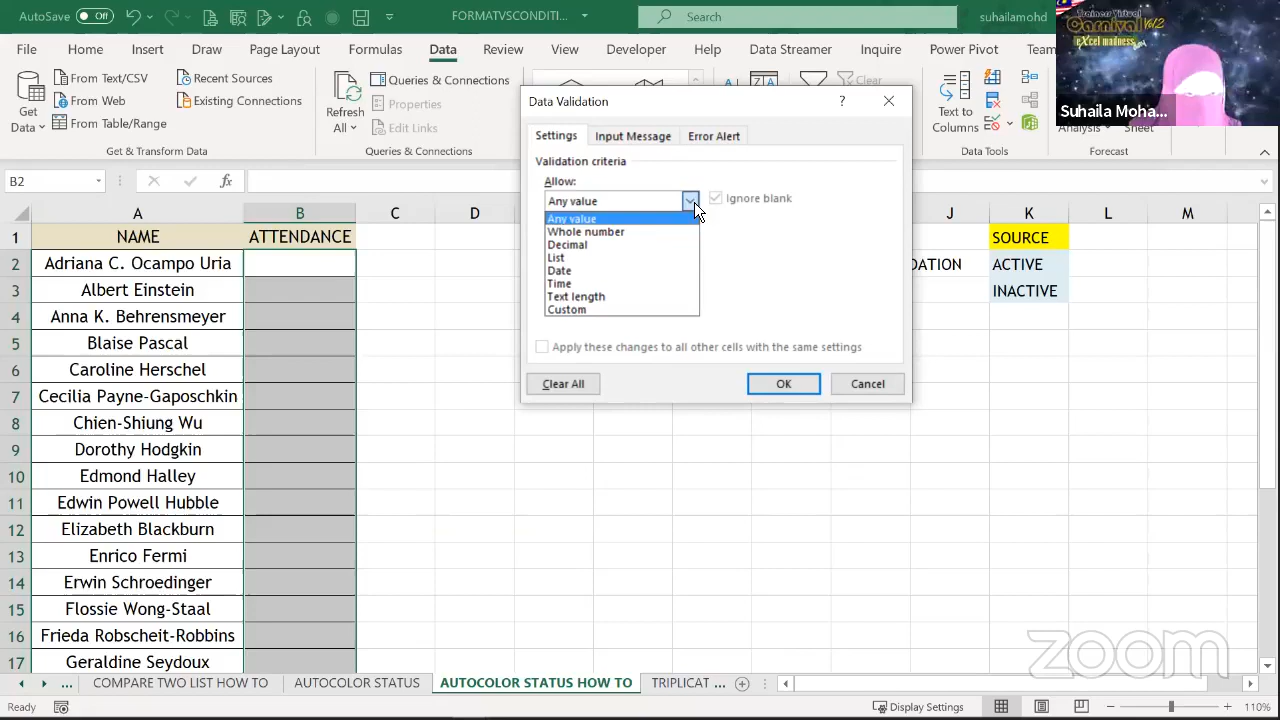 AutoSave Off
FORMATVSCONDITI...
Search
suhailamohd
Trainers Virtual
Carnival Vol2
eXcel madness
Suhaila Moha...
File Home Insert Draw Page Layout Formulas Data Review View Developer Help Data Streamer Inquire Power Pivot Team
From Text/CSV
Recent Sources
Queries & Connections
Clear
From Web
Existing Connections
Properties
From Table/Range
Edit Links
Get
Data
Refresh
All
Text to
Columns
Analysis
Sheet
Get & Transform Data
Queries & Connections
Data Tools
Forecast
Data Validation
? 
Settings Input Message Error Alert
Validation criteria
Allow:
Any value
Ignore blank
Any value
Whole number
Decimal
List
Date
Time
Text length
Custom
Apply these changes to all other cells with the same settings
Clear All OK Cancel
B2
fx
A B C D J K L M
1 NAME ATTENDANCE SOURCE
2 Adriana C. Ocampo Uria DATION ACTIVE
3 Albert Einstein INACTIVE
4 Anna K. Behrensmeyer
5 Blaise Pascal
6 Caroline Herschel
7 Cecilia Payne-Gaposchkin
8 Chien-Shiung Wu
9 Dorothy Hodgkin
10 Edmond Halley
11 Edwin Powell Hubble
12 Elizabeth Blackburn
13 Enrico Fermi
14 Erwin Schroedinger
15 Flossie Wong-Staal
16 Frieda Robscheit-Robbins
17 Geraldine Seydoux
zoom
... COMPARE TWO LIST HOW TO AUTOCOLOR STATUS AUTOCOLOR STATUS HOW TO TRIPLICAT ...
Ready
Display Settings
110%